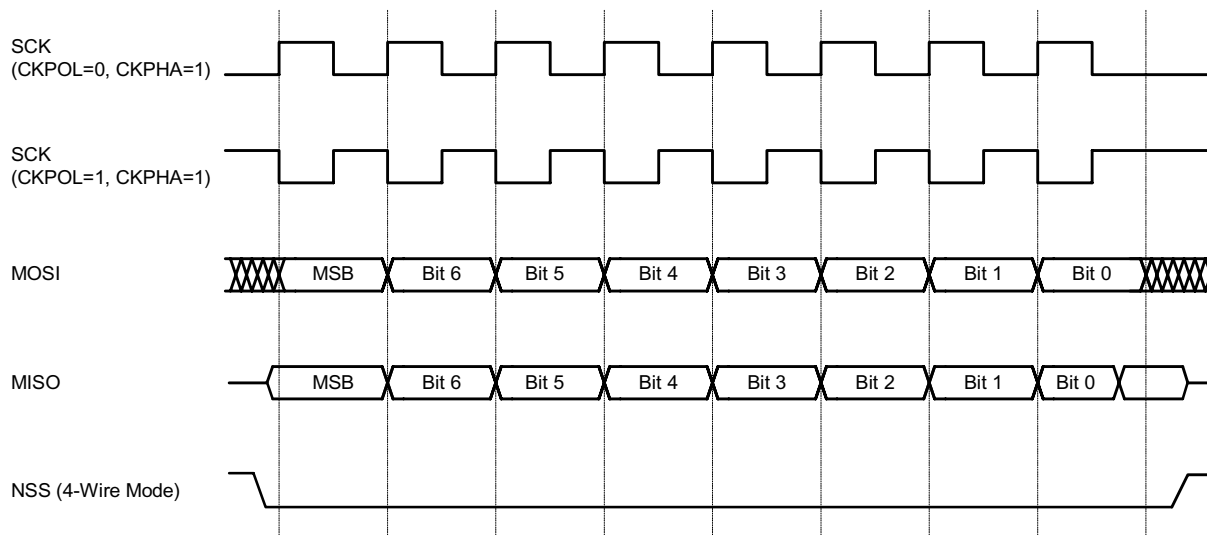 SCK
(CKPOL=0, CKPHA=1)
SCK
(CKPOL=1, CKPHA=1)
MOSI MSB Bit 6 Bit 5 Bit 4 Bit 3 Bit 2 Bit 1 Bit 0
MISO MSB Bit 6 Bit 5 Bit 4 Bit 3 Bit 2 Bit 1 Bit 0
NSS (4-Wire Mode)